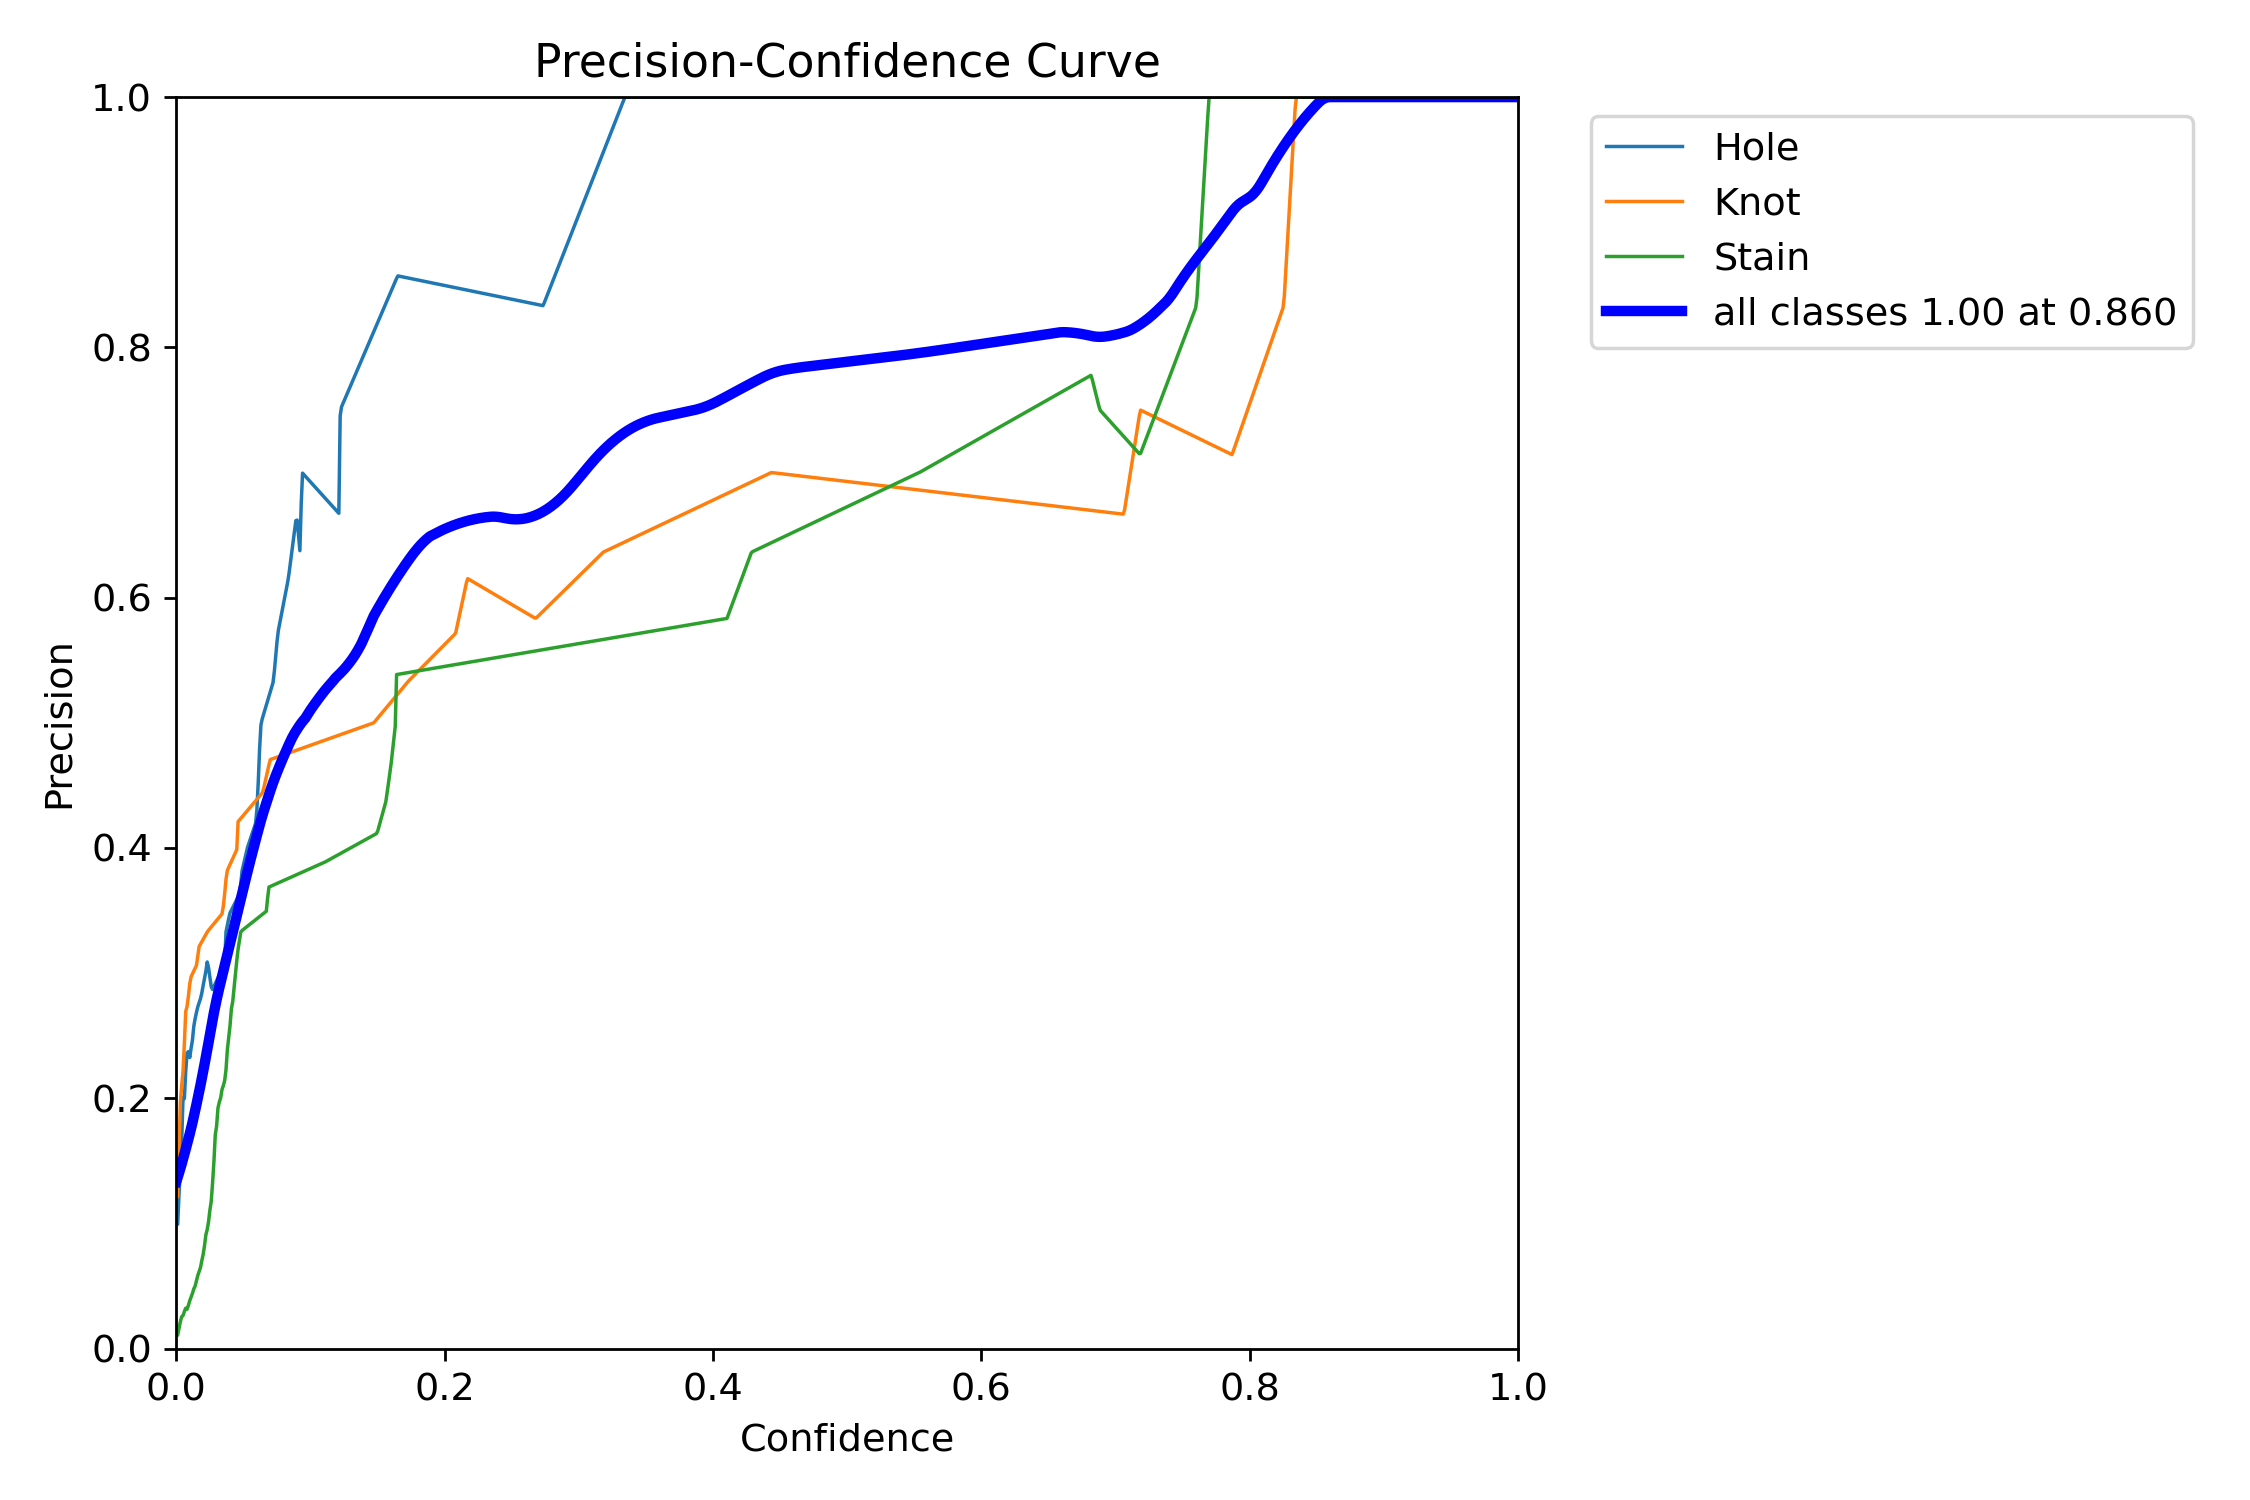 Precision-Confidence Curve
1.0
0.8
0.6
0.4
0.2
0.0
Precision
0.0 0.2 0.4 0.6 0.8 1.0
Confidence
Hole
Knot
Stain
all classes 1.00 at 0.860